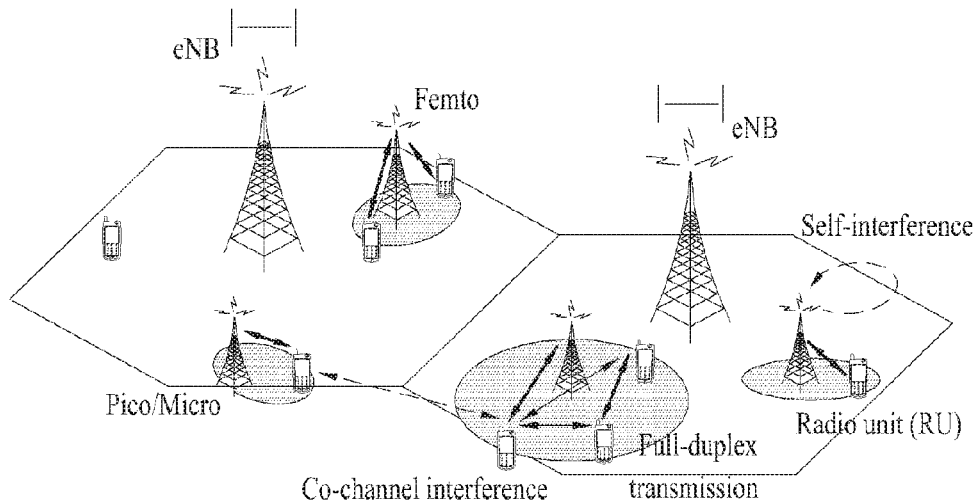 eNB
Femto
eNB
Self-interference
Pico/Micro
Radio unit (RU)
Full-duplex
transmission
Co-channel interference